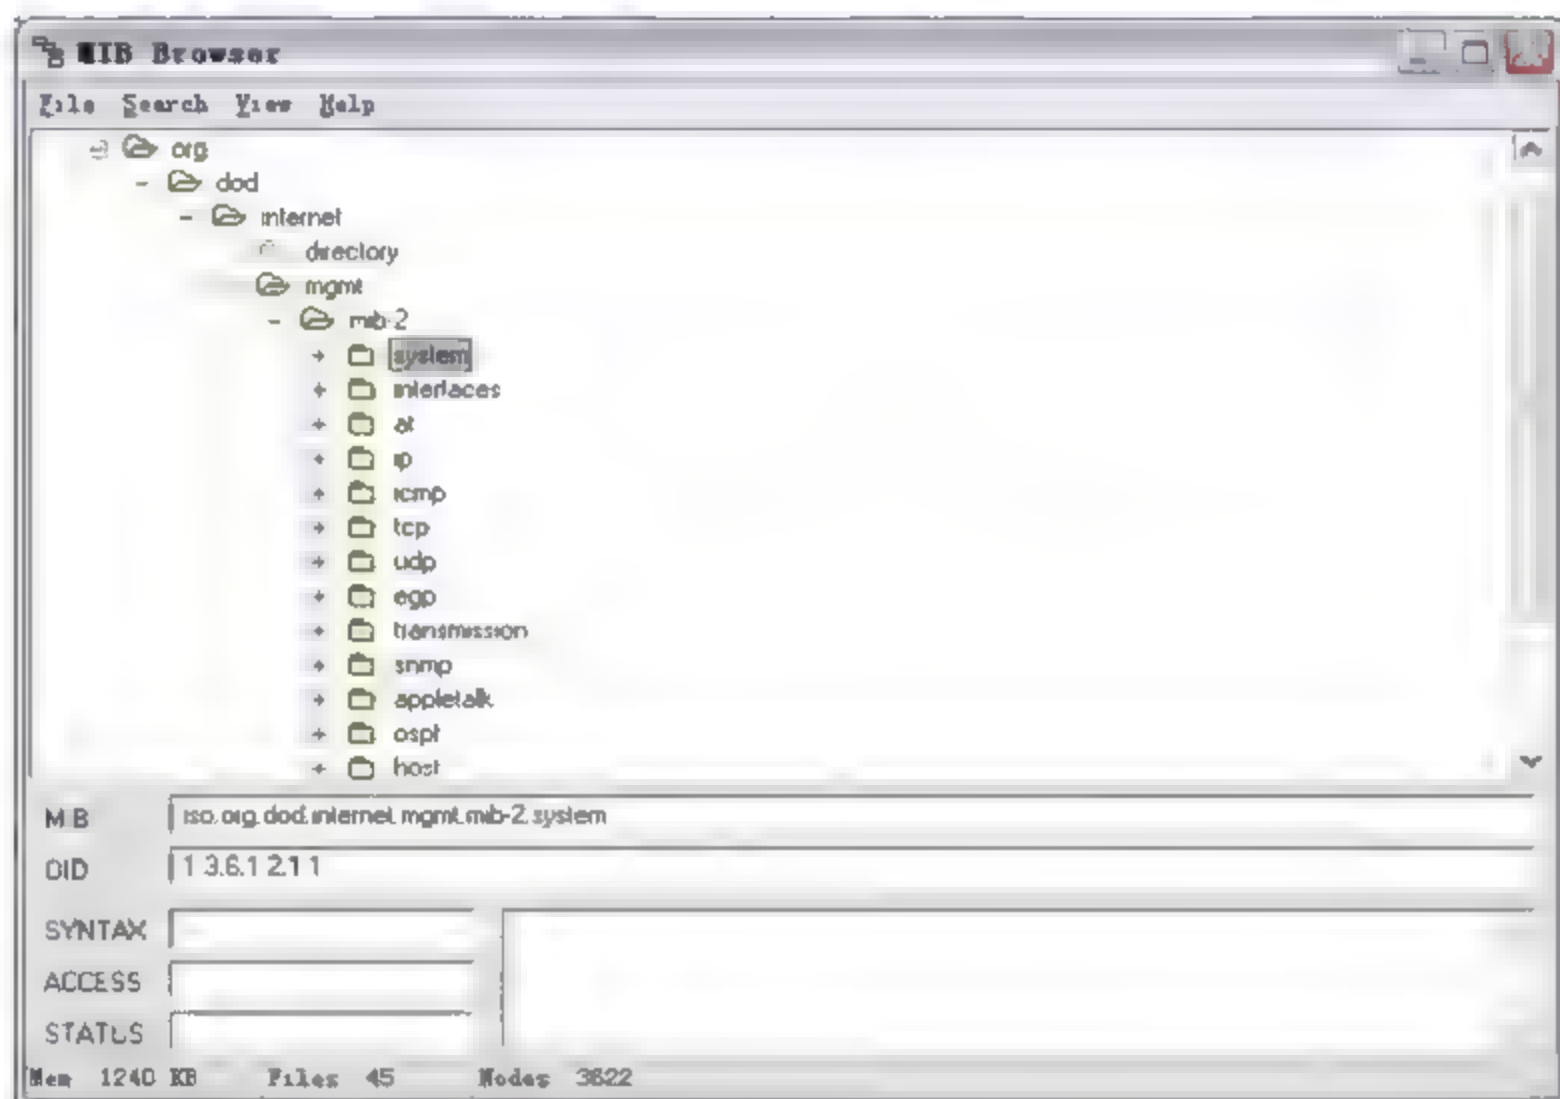 MIB Browser
File Search View Help
org
dod
internet
directory
mgmt
mib-2
system
interfaces
at
ip
icmp
tcp
udp
egp
transmission
snmp
appletalk
ospf
host
MIB iso.org.dod.internet.mgmt.mib-2.system
OID 1.3.6.1.2.1.1
SYNTAX
ACCESS
STATUS
Mem 1240 KB Files 45 Nodes 3622